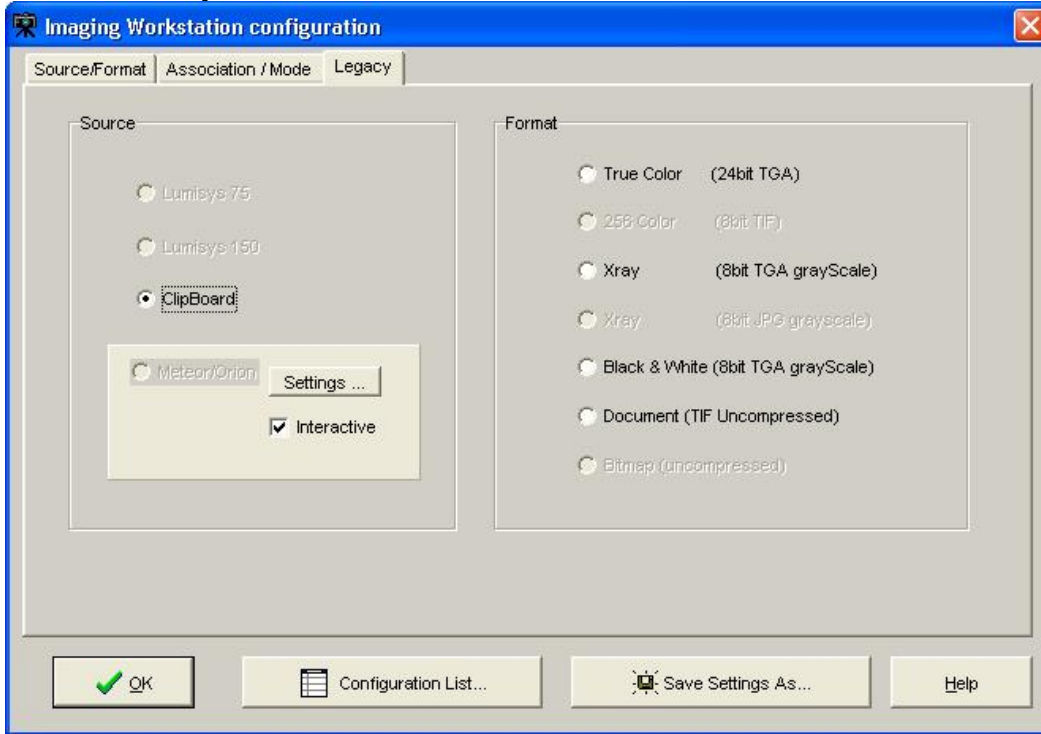 Imaging Workstation configuration
Source/Format
Association / Mode
Legacy
Source
Lumisys 75
Lumisys 150
ClipBoard
Meteor/Orion
Settings ...
Interactive
Format
True Color (24bit TGA)
256 Color (8bit TIF)
Xray (8bit TGA grayScale)
Xray (8bit JPG grayscale)
Black & White (8bit TGA grayScale)
Document (TIF Uncompressed)
Bitmap (uncompressed)
OK
Configuration List...
Save Settings As...
Help